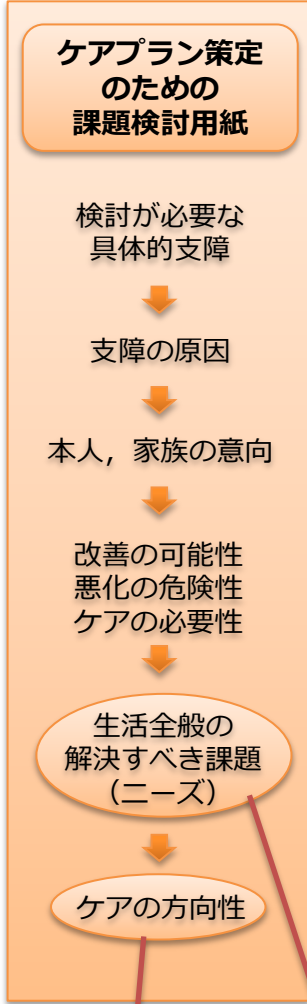 ケアプラン策定
のための
課題検討用紙
検討が必要な
具体的支障
支障の原因
本人，家族の意向
改善の可能性
悪化の危険性
ケアの必要性
生活全般の
解決すべき課題
（ニーズ）
ケアの方向性